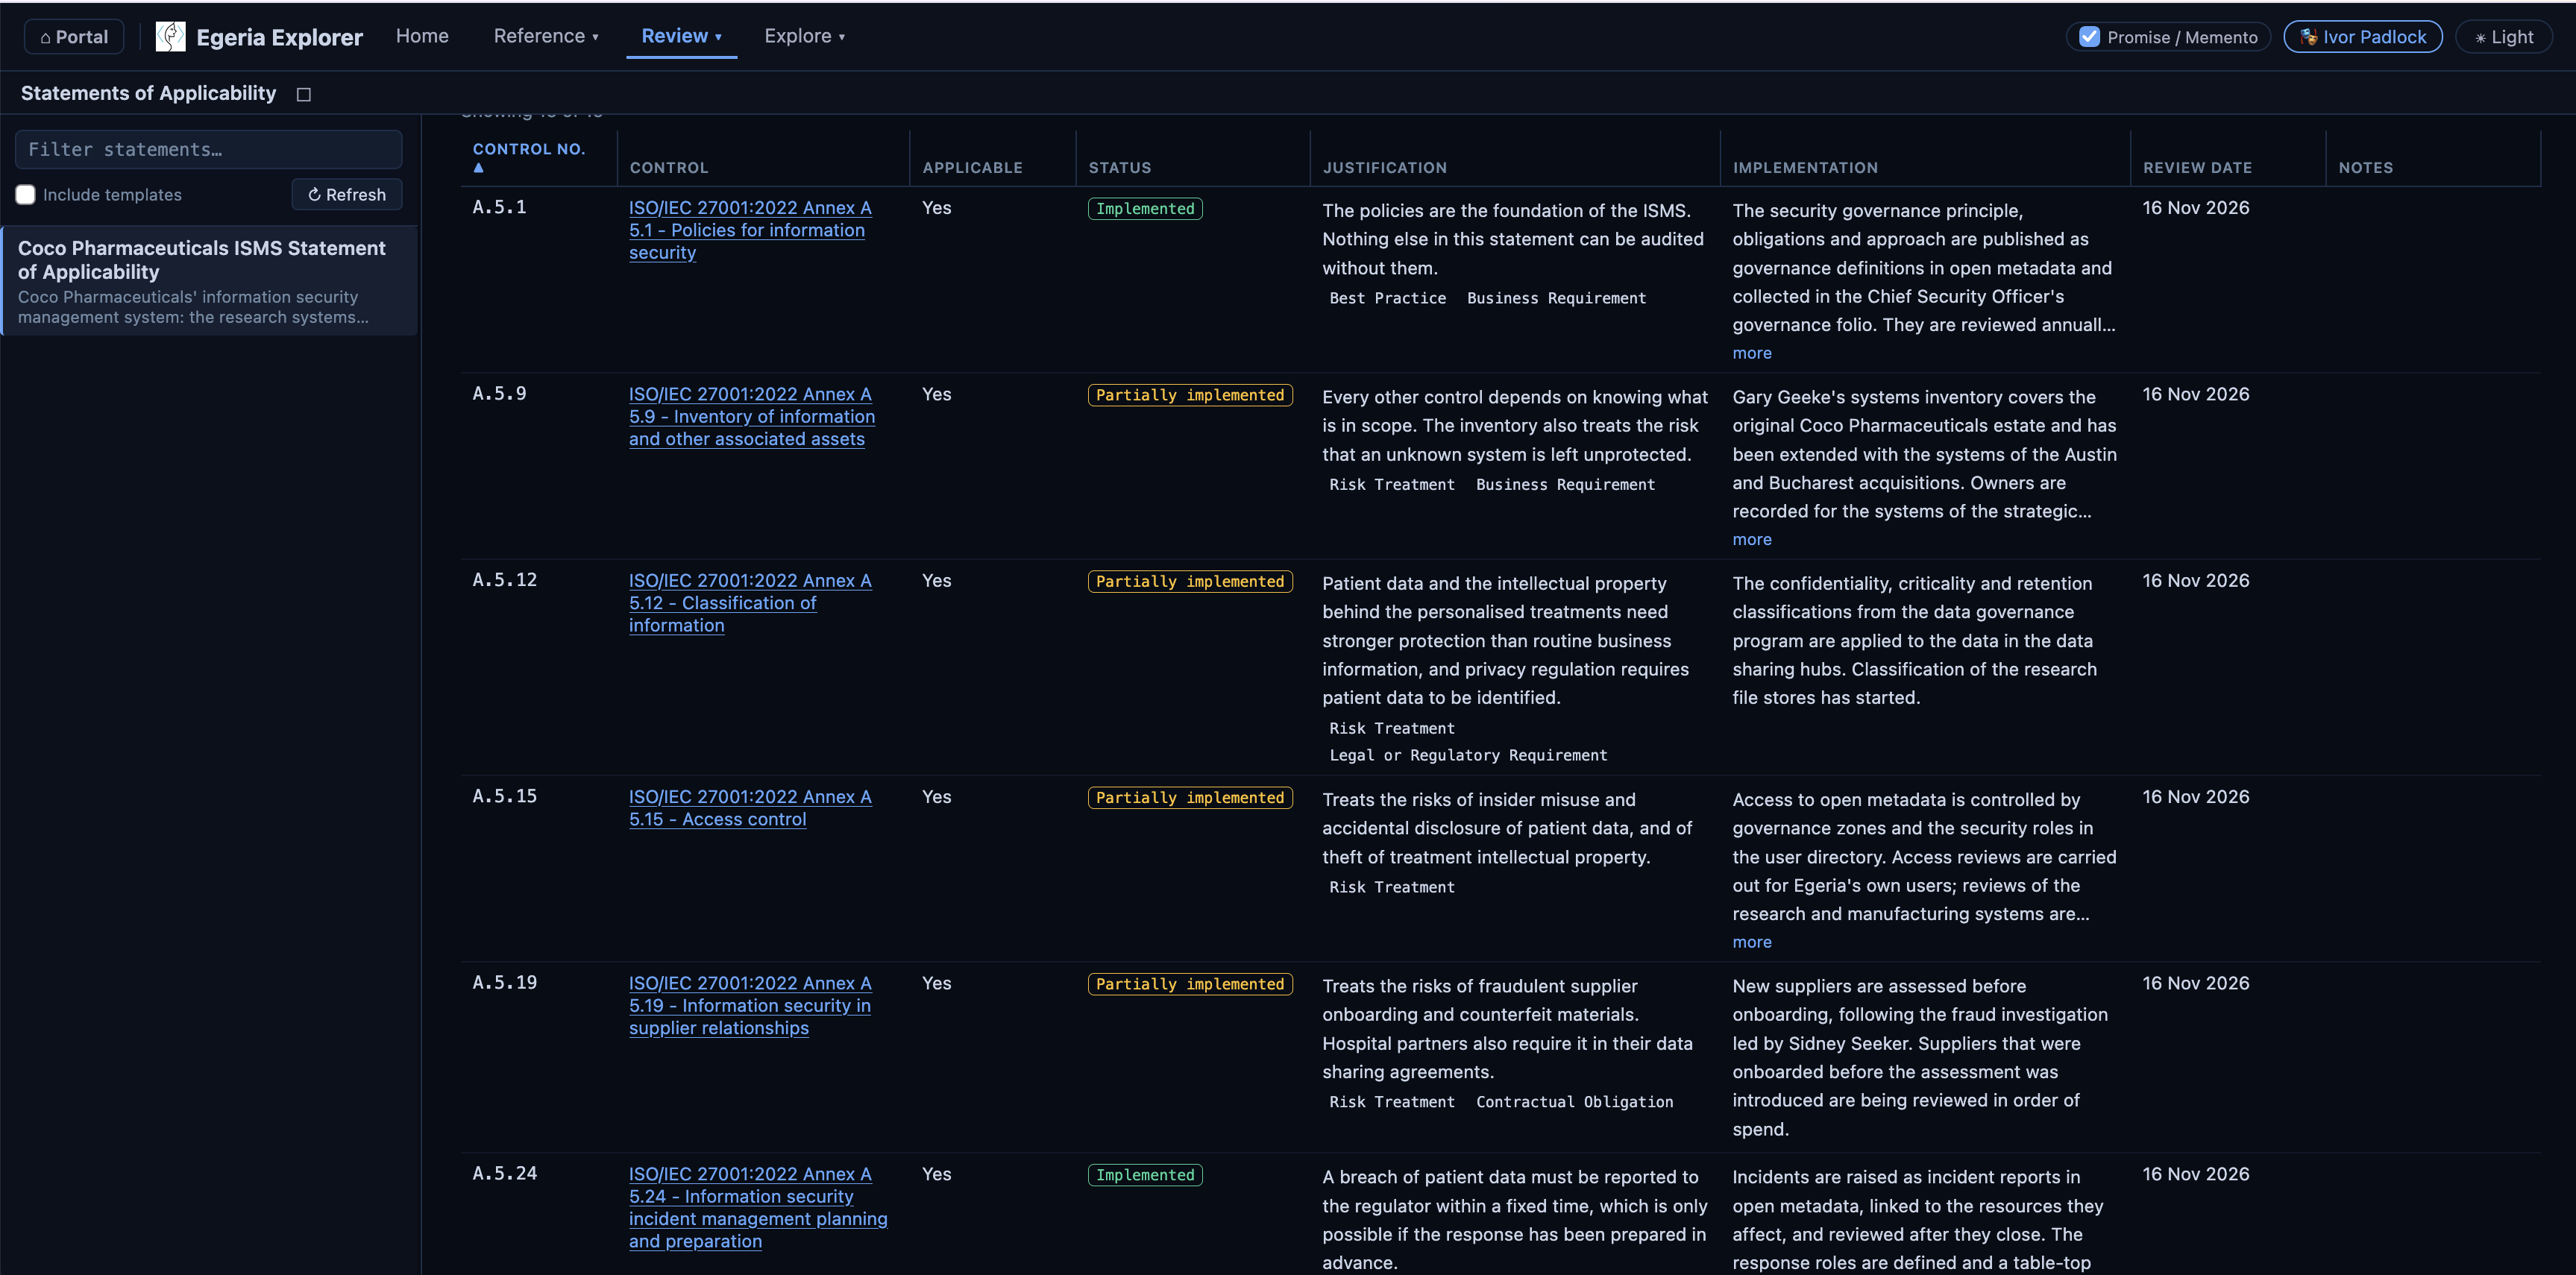 Portal
Egeria Explorer
Home
Reference
Review
Explore
Promise / Memento
Ivor Padlock
Light
Statements of Applicability
Filter statements…
Include templates
Refresh
Coco Pharmaceuticals ISMS Statement
of Applicability
Coco Pharmaceuticals' information security
management system: the research systems…
CONTROL NO.
CONTROL
APPLICABLE
STATUS
JUSTIFICATION
IMPLEMENTATION
REVIEW DATE
NOTES
A.5.1
ISO/IEC 27001:2022 Annex A
5.1 - Policies for information
security
Yes
Implemented
The policies are the foundation of the ISMS.
Nothing else in this statement can be audited
without them.
Best Practice Business Requirement
The security governance principle,
obligations and approach are published as
governance definitions in open metadata and
collected in the Chief Security Officer's
governance folio. They are reviewed annuall…
more
16 Nov 2026
A.5.9
ISO/IEC 27001:2022 Annex A
5.9 - Inventory of information
and other associated assets
Yes
Partially implemented
Every other control depends on knowing what
is in scope. The inventory also treats the risk
that an unknown system is left unprotected.
Risk Treatment Business Requirement
Gary Geeke's systems inventory covers the
original Coco Pharmaceuticals estate and has
been extended with the systems of the Austin
and Bucharest acquisitions. Owners are
recorded for the systems of the strategic…
more
16 Nov 2026
A.5.12
ISO/IEC 27001:2022 Annex A
5.12 - Classification of
information
Yes
Partially implemented
Patient data and the intellectual property
behind the personalised treatments need
stronger protection than routine business
information, and privacy regulation requires
patient data to be identified.
Risk Treatment
Legal or Regulatory Requirement
The confidentiality, criticality and retention
classifications from the data governance
program are applied to the data in the data
sharing hubs. Classification of the research
file stores has started.
16 Nov 2026
A.5.15
ISO/IEC 27001:2022 Annex A
5.15 - Access control
Yes
Partially implemented
Treats the risks of insider misuse and
accidental disclosure of patient data, and of
theft of treatment intellectual property.
Risk Treatment
Access to open metadata is controlled by
governance zones and the security roles in
the user directory. Access reviews are carried
out for Egeria's own users; reviews of the
research and manufacturing systems are…
more
16 Nov 2026
A.5.19
ISO/IEC 27001:2022 Annex A
5.19 - Information security in
supplier relationships
Yes
Partially implemented
Treats the risks of fraudulent supplier
onboarding and counterfeit materials.
Hospital partners also require it in their data
sharing agreements.
Risk Treatment Contractual Obligation
New suppliers are assessed before
onboarding, following the fraud investigation
led by Sidney Seeker. Suppliers that were
onboarded before the assessment was
introduced are being reviewed in order of
spend.
16 Nov 2026
A.5.24
ISO/IEC 27001:2022 Annex A
5.24 - Information security
incident management planning
and preparation
Yes
Implemented
A breach of patient data must be reported to
the regulator within a fixed time, which is only
possible if the response has been prepared in
advance.
Incidents are raised as incident reports in
open metadata, linked to the resources they
affect, and reviewed after they close. The
response roles are defined and a table-top
16 Nov 2026